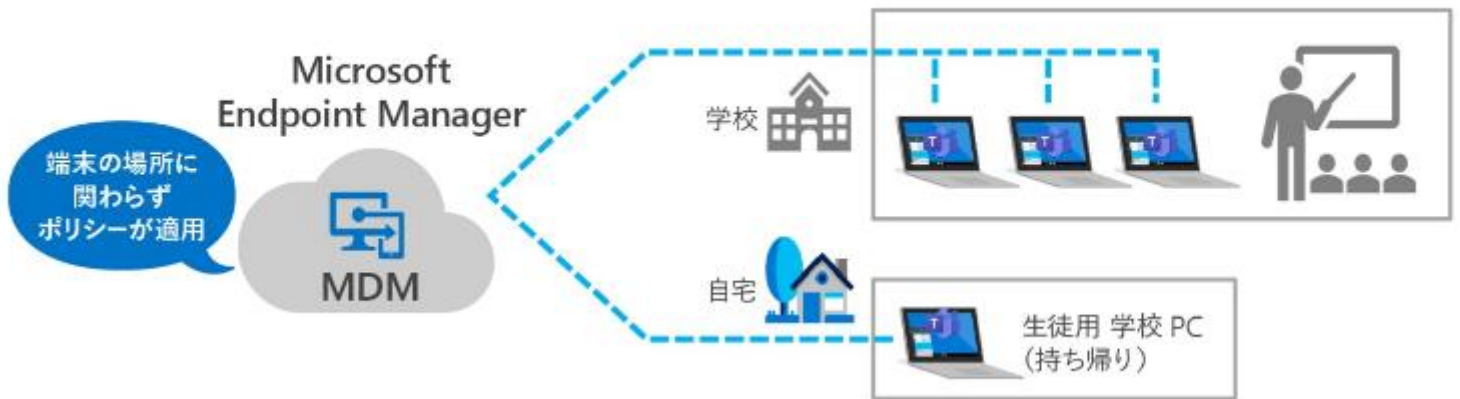 Microsoft
Endpoint Manager
端末の場所に
関わらず
ポリシーが適用
MDM
学校
自宅
生徒用 学校 PC
（持ち帰り）